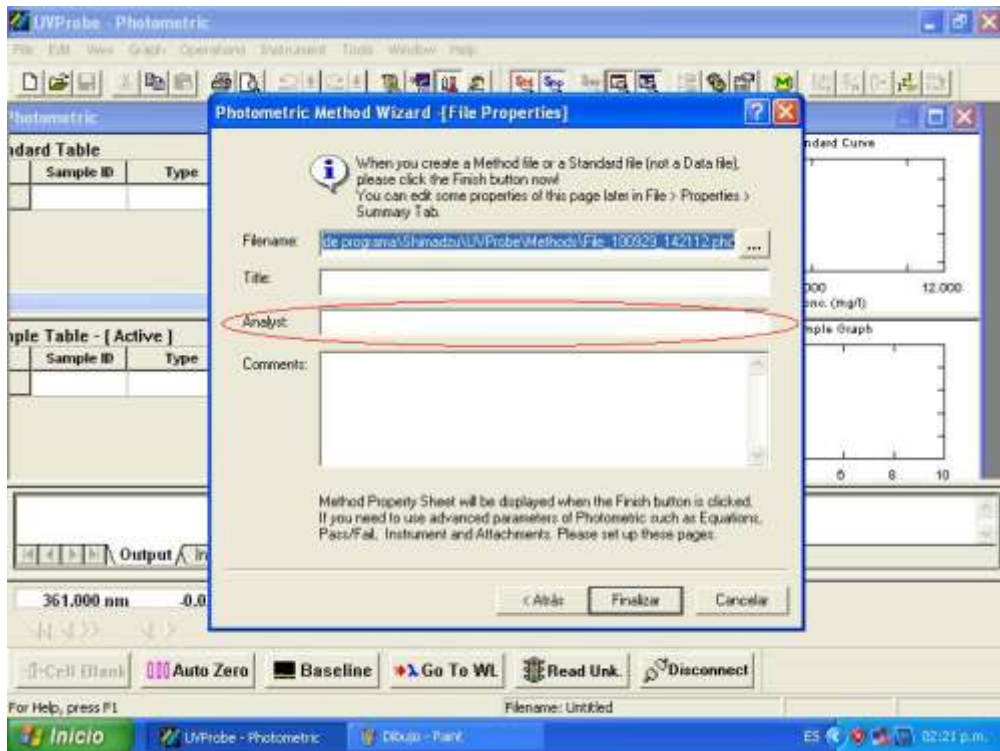 UVProbe - Photometric
File Edit View Graph Operations Instrument Tools Window Help
Photometric
Photometric Method Wizard -[File Properties]
ndard Table
Sample ID Type
ndard Curve
When you create a Method file or a Standard file (not a Data file),
please click the Finish button now!
You can edit some properties of this page later in File > Properties >
Summary Tab.
Filename: de programa\Shimadzu\UVProbe\Methods\File_100929_142112.pho ...
Title:
000 12.000
onc. (mg/l)
Analyst:
mple Table - [ Active ]
Sample ID Type
mple Graph
Comments:
6 8 10
Method Property Sheet will be displayed when the Finish button is clicked.
If you need to use advanced parameters of Photometric such as Equations,
Pass/Fail, Instrument and Attachments. Please set up these pages.
Output In
< Atrás Finalizar Cancelar
361.000 nm -0.0
Cell Blank Auto Zero Baseline Go To WL Read Unk. Disconnect
For Help, press F1 Filename: Untitled
Inicio UVProbe - Photometric Dibujo - Paint ES 02:21 p.m.